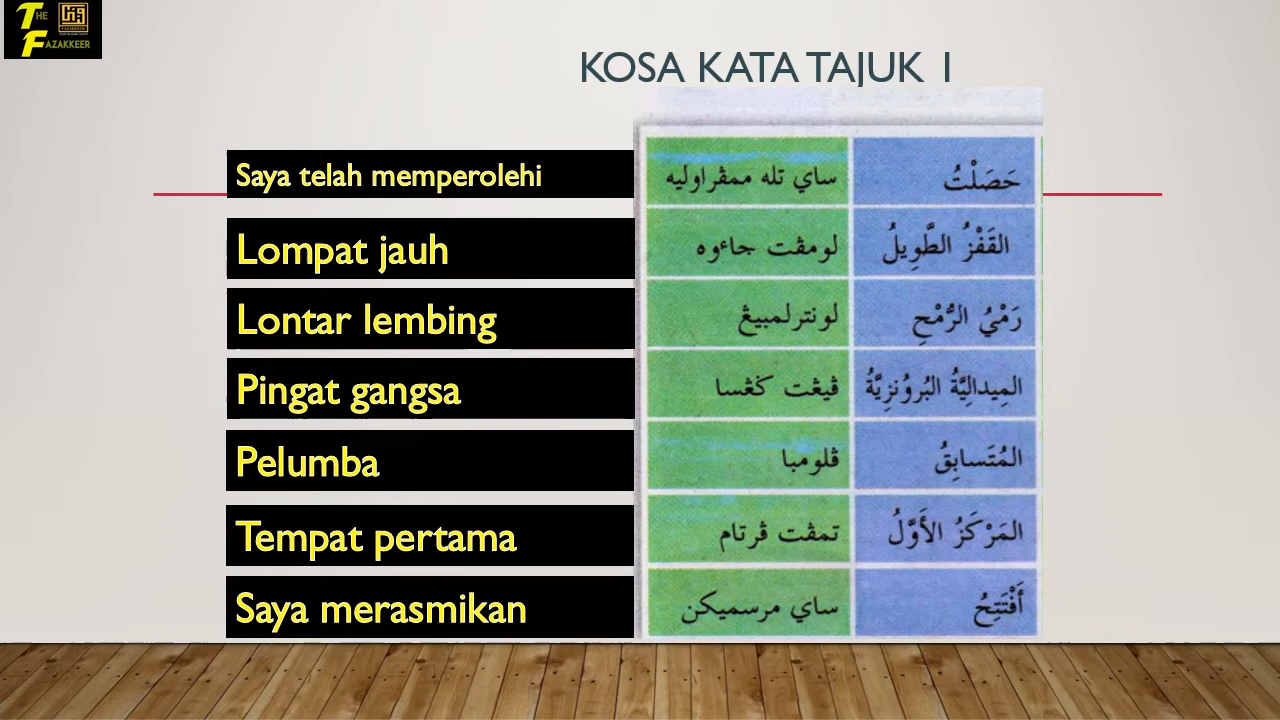 THE FAZAKKEER
KOSA KATA TAJUK 1
Saya telah memperolehi
ساي تله ممڤراوليه
حَصَلْتُ
Lompat jauh
لومڤت جاءوه
القَفْزُ الطَّوِيلُ
Lontar lembing
لونترلمبيڠ
رَمْيُ الرُّمْحِ
Pingat gangsa
ڤيڠت ݢڠسا
المِيدالِيَّةُ البُرُوُنزِيَّةُ
Pelumba
ڤلومبا
المُتَسابِقُ
Tempat pertama
تمڤت ڤرتام
المَرْكَزُ الأَوَّلُ
Saya merasmikan
ساي مرسميكن
أَفْتَتِحُ